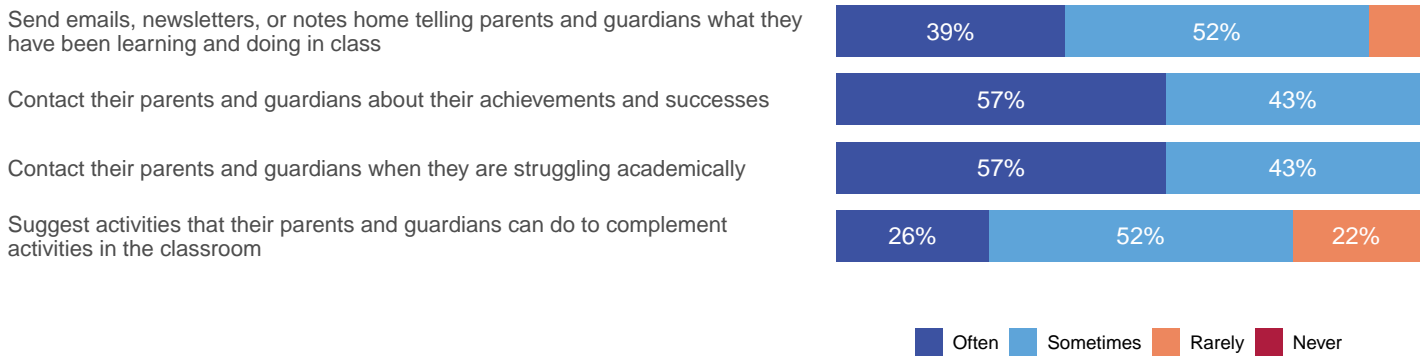 Send emails, newsletters, or notes home telling parents and guardians what they
have been learning and doing in class
39% 52%
Contact their parents and guardians about their achievements and successes
57% 43%
Contact their parents and guardians when they are struggling academically
57% 43%
Suggest activities that their parents and guardians can do to complement
activities in the classroom
26% 52% 22%
Often Sometimes Rarely Never